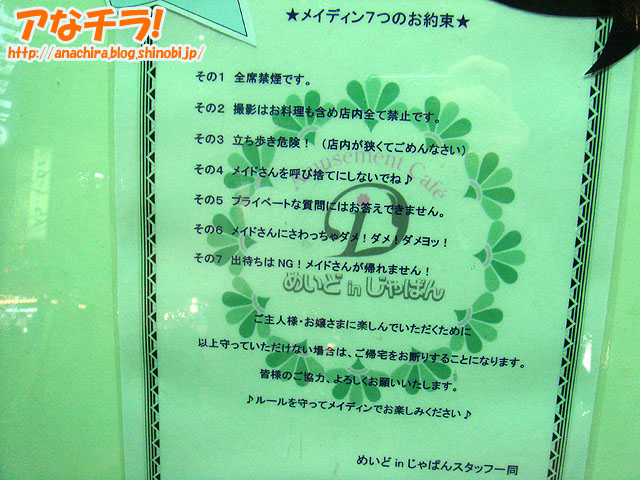 アなチラ!
http://anachira.blog.shinobi.jp/
★メイディン7つのお約束★
その1 全席禁煙です。
その2 撮影はお料理も含め店内全て禁止です。
その3 立ち歩き危険！（店内が狭くてごめんなさい）
Amusement Café
その4 メイドさんを呼び捨てにしないでね♪
D
その5 プライベートな質問にはお答えできません。
その6 メイドさんにさわっちゃダメ！ダメ！ダメヨッ！
その7 出待ちはNG！メイドさんが帰れません！
めいど in じゃぱん
ご主人様・お嬢さまに楽しんでいただくために
以上守っていただけない場合は、ご帰宅をお断りすることになります。
皆様のご協力、よろしくお願いいたします。
♪ルールを守ってメイディンでお楽しみください♪
めいど in じゃぱんスタッフ一同